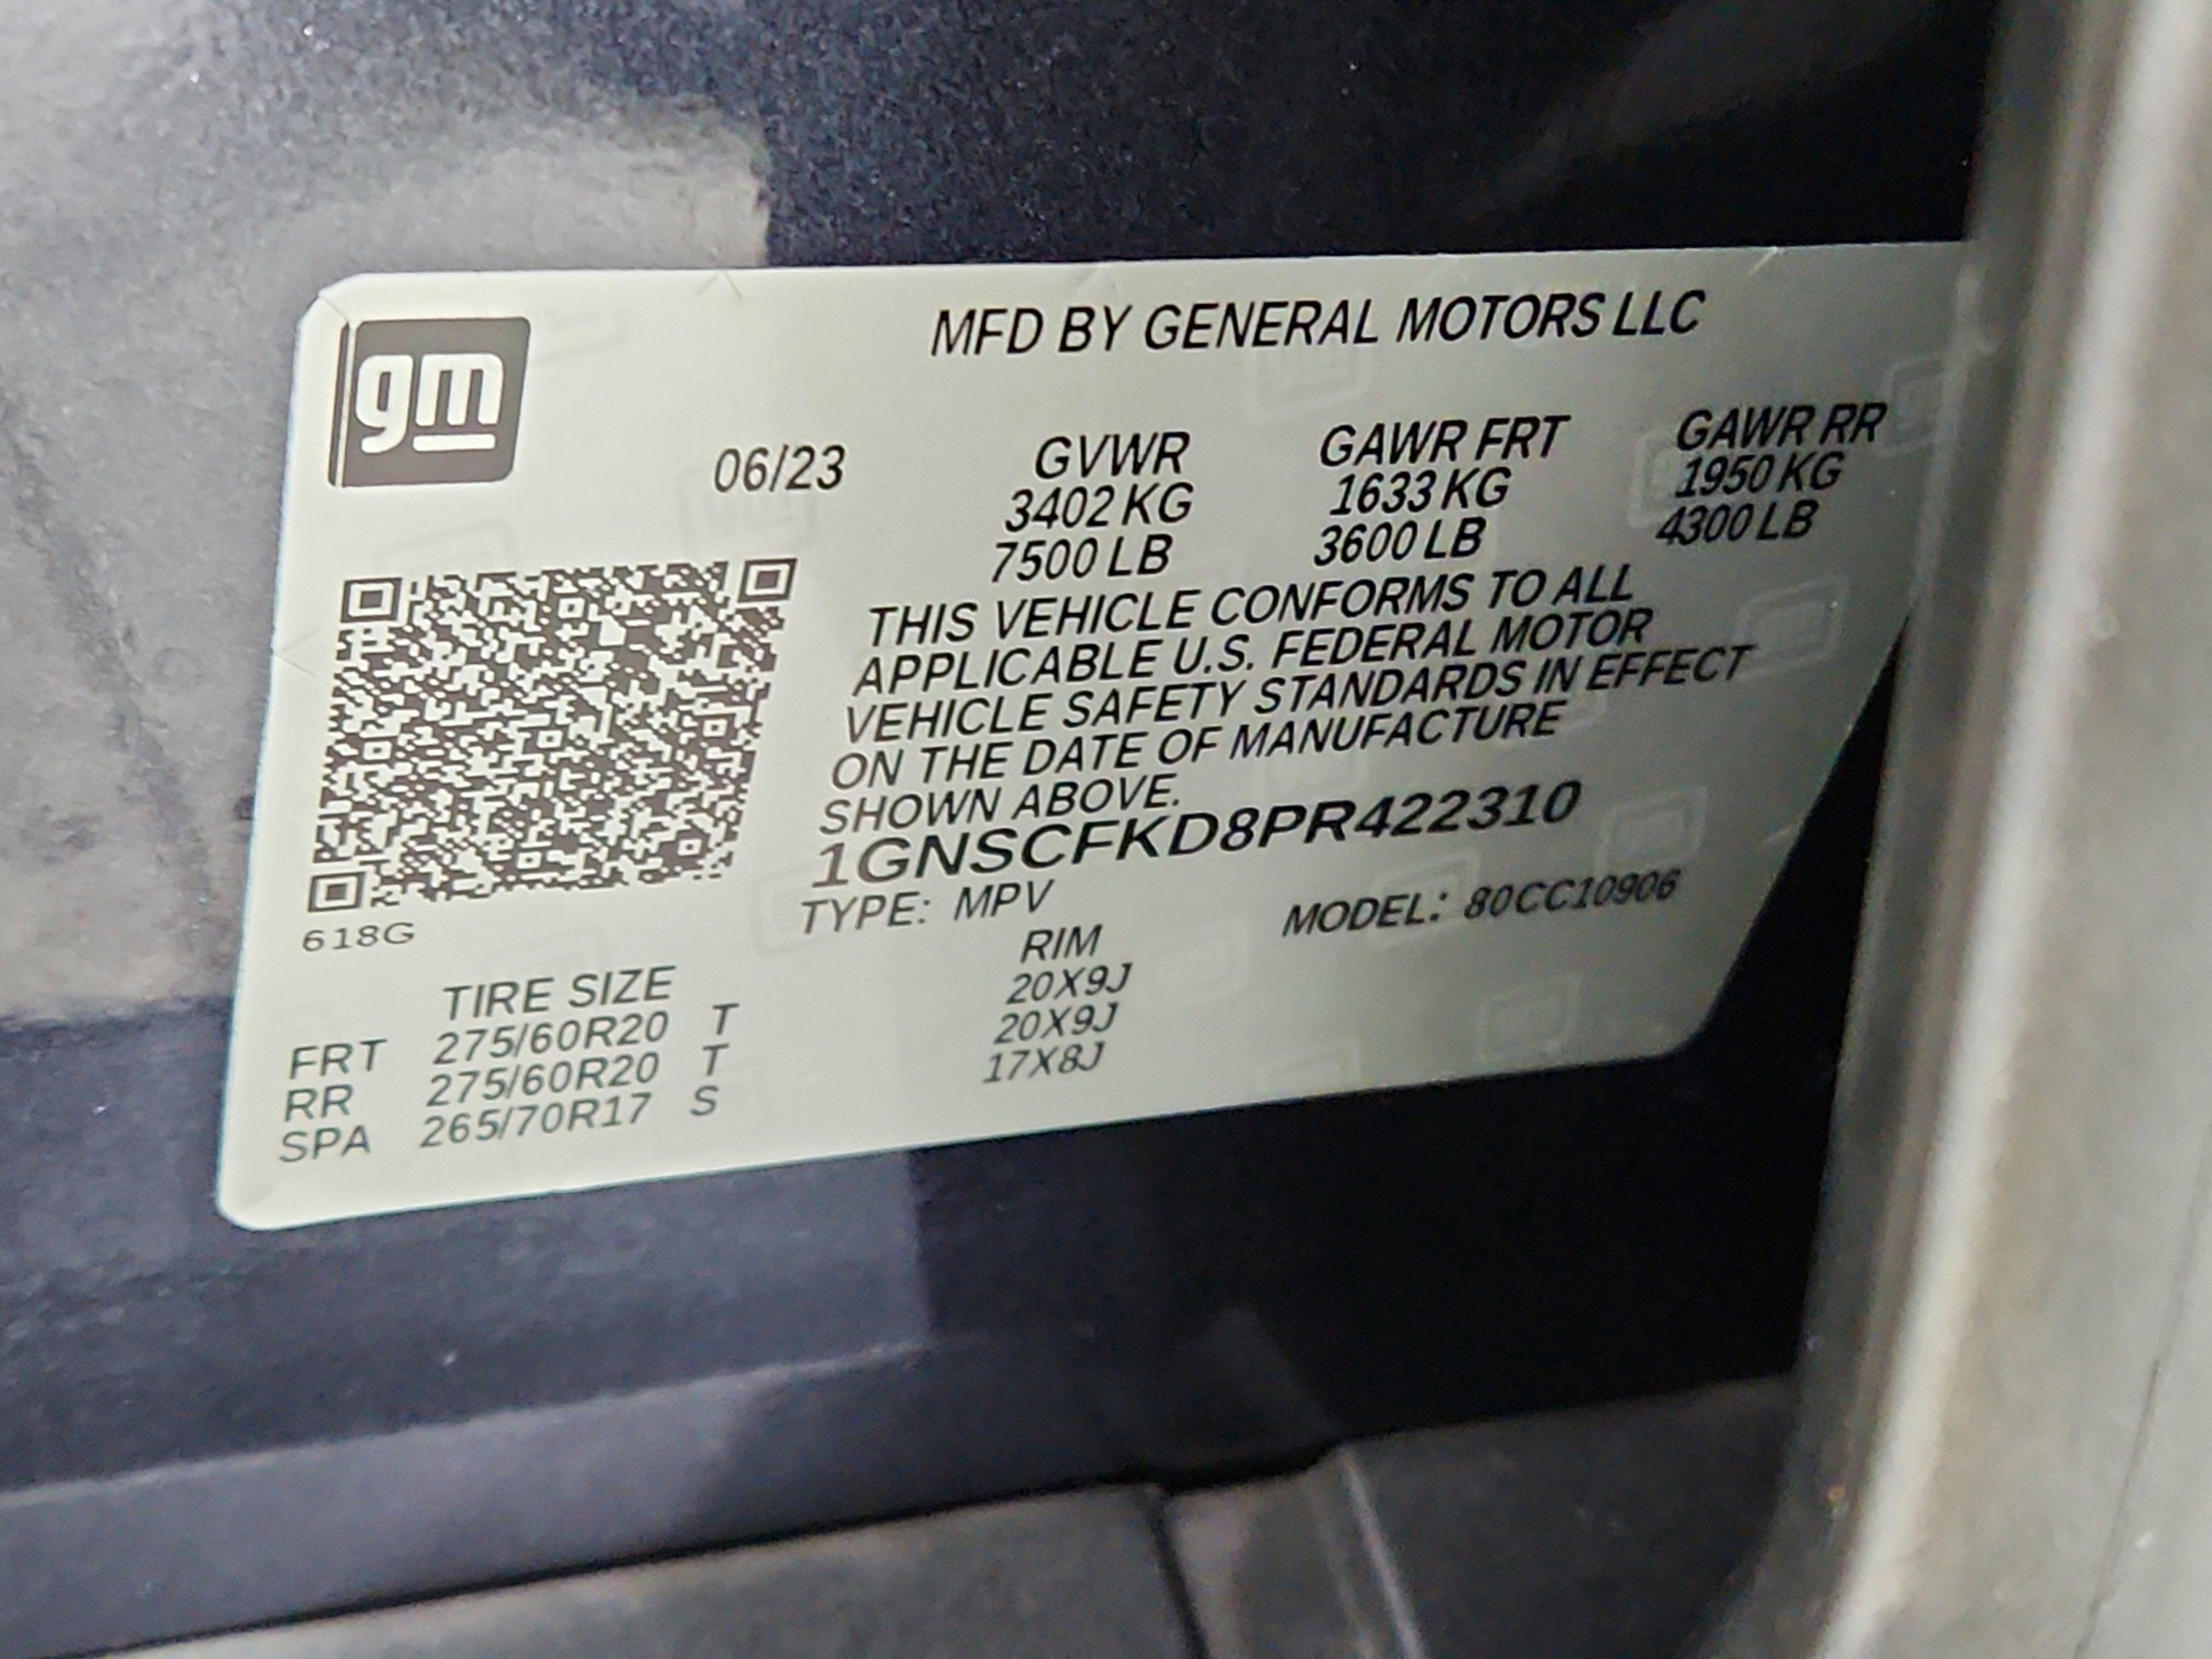 gm
MFD BY GENERAL MOTORS LLC
06/23 GVWR GAWR FRT GAWR RR
3402 KG 1633 KG 1950 KG
7500 LB 3600 LB 4300 LB
THIS VEHICLE CONFORMS TO ALL
APPLICABLE U.S. FEDERAL MOTOR
VEHICLE SAFETY STANDARDS IN EFFECT
ON THE DATE OF MANUFACTURE
SHOWN ABOVE.
1GNSCFKD8PR422310
618G
TYPE: MPV MODEL: 80CC10906
TIRE SIZE RIM
FRT 275/60R20 T 20X9J
RR 275/60R20 T 20X9J
SPA 265/70R17 S 17X8J